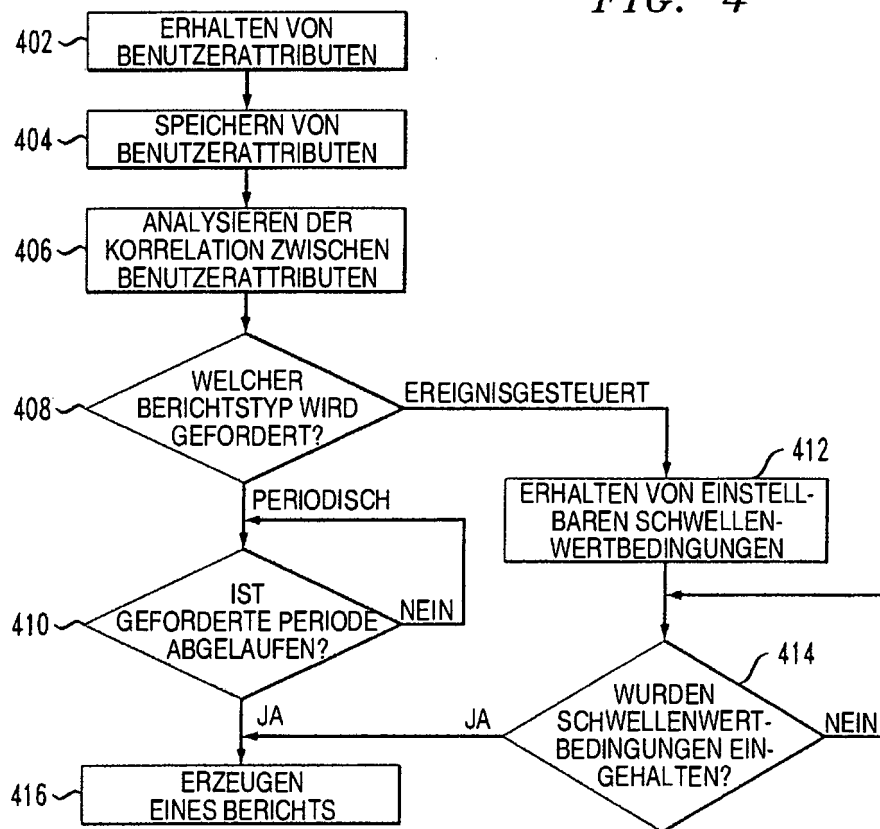 FIG. 4
402
ERHALTEN VON
BENUTZERATTRIBUTEN
404
SPEICHERN VON
BENUTZERATTRIBUTEN
406
ANALYSIEREN DER
KORRELATION ZWISCHEN
BENUTZERATTRIBUTEN
408
WELCHER
BERICHTSTYP WIRD
GEFORDERT?
EREIGNISGESTEUERT
PERIODISCH
412
ERHALTEN VON EINSTELL-
BAREN SCHWELLEN-
WERTBEDINGUNGEN
410
IST
GEFORDERTE PERIODE
ABGELAUFEN?
NEIN
414
WURDEN
SCHWELLENWERT-
BEDINGUNGEN EIN-
GEHALTEN?
NEIN
JA
JA
416
ERZEUGEN
EINES BERICHTS